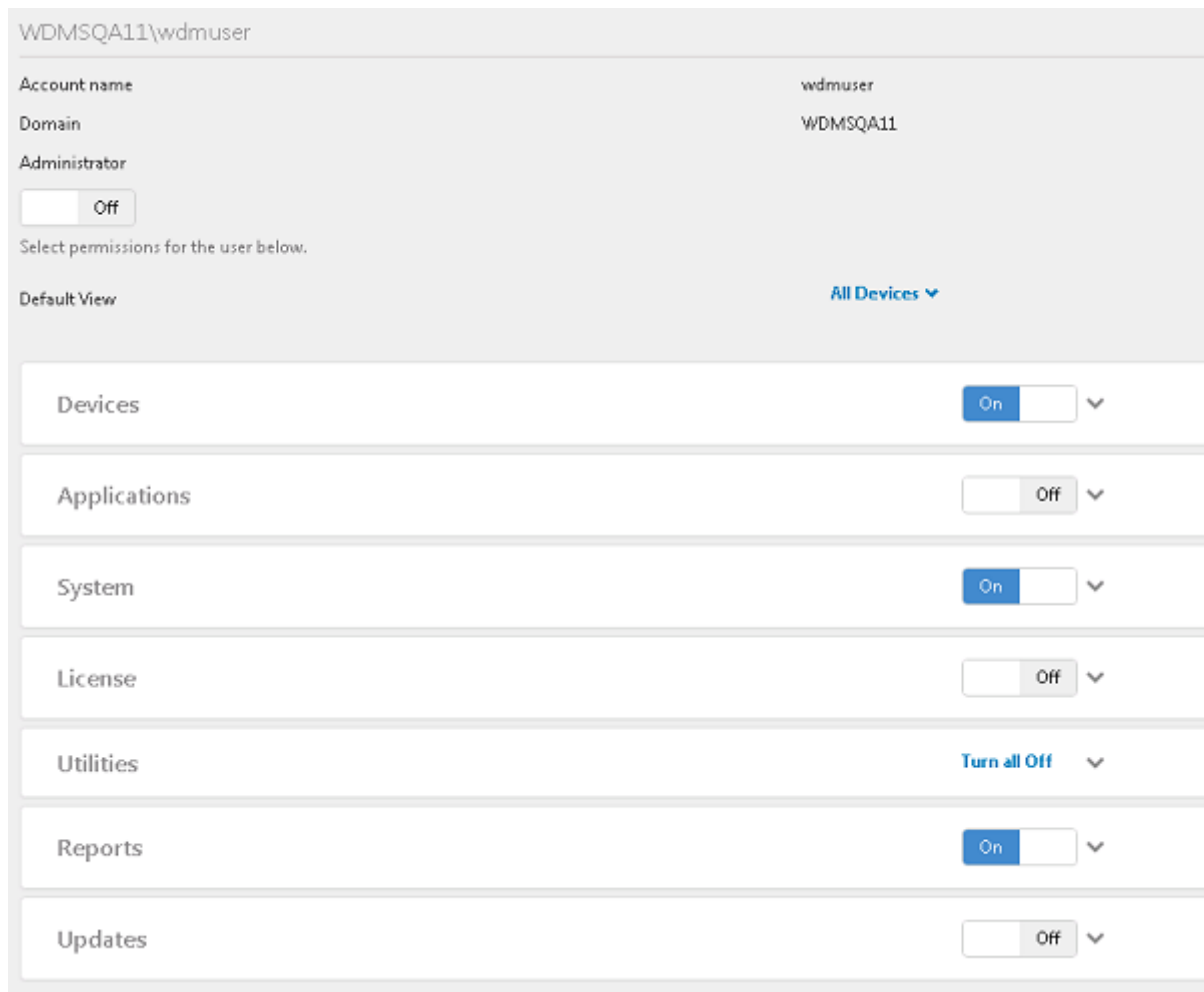 WDMSQA11\wdmuser
Account name wdmuser
Domain WDMSQA11
Administrator
Off
Select permissions for the user below.
Default View All Devices
Devices On
Applications Off
System On
License Off
Utilities Turn all Off
Reports On
Updates Off